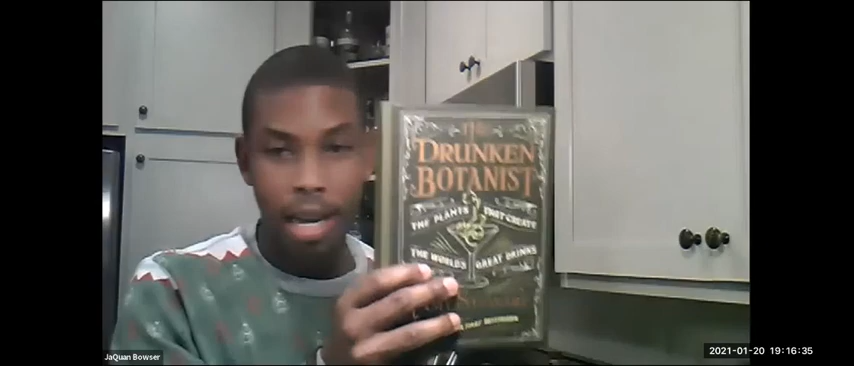 THE
DRUNKEN
BOTANIST
THE PLANTS THAT CREATE
THE WORLD'S GREAT DRINKS
JaQuan Bowser
2021-01-20 19:16:35